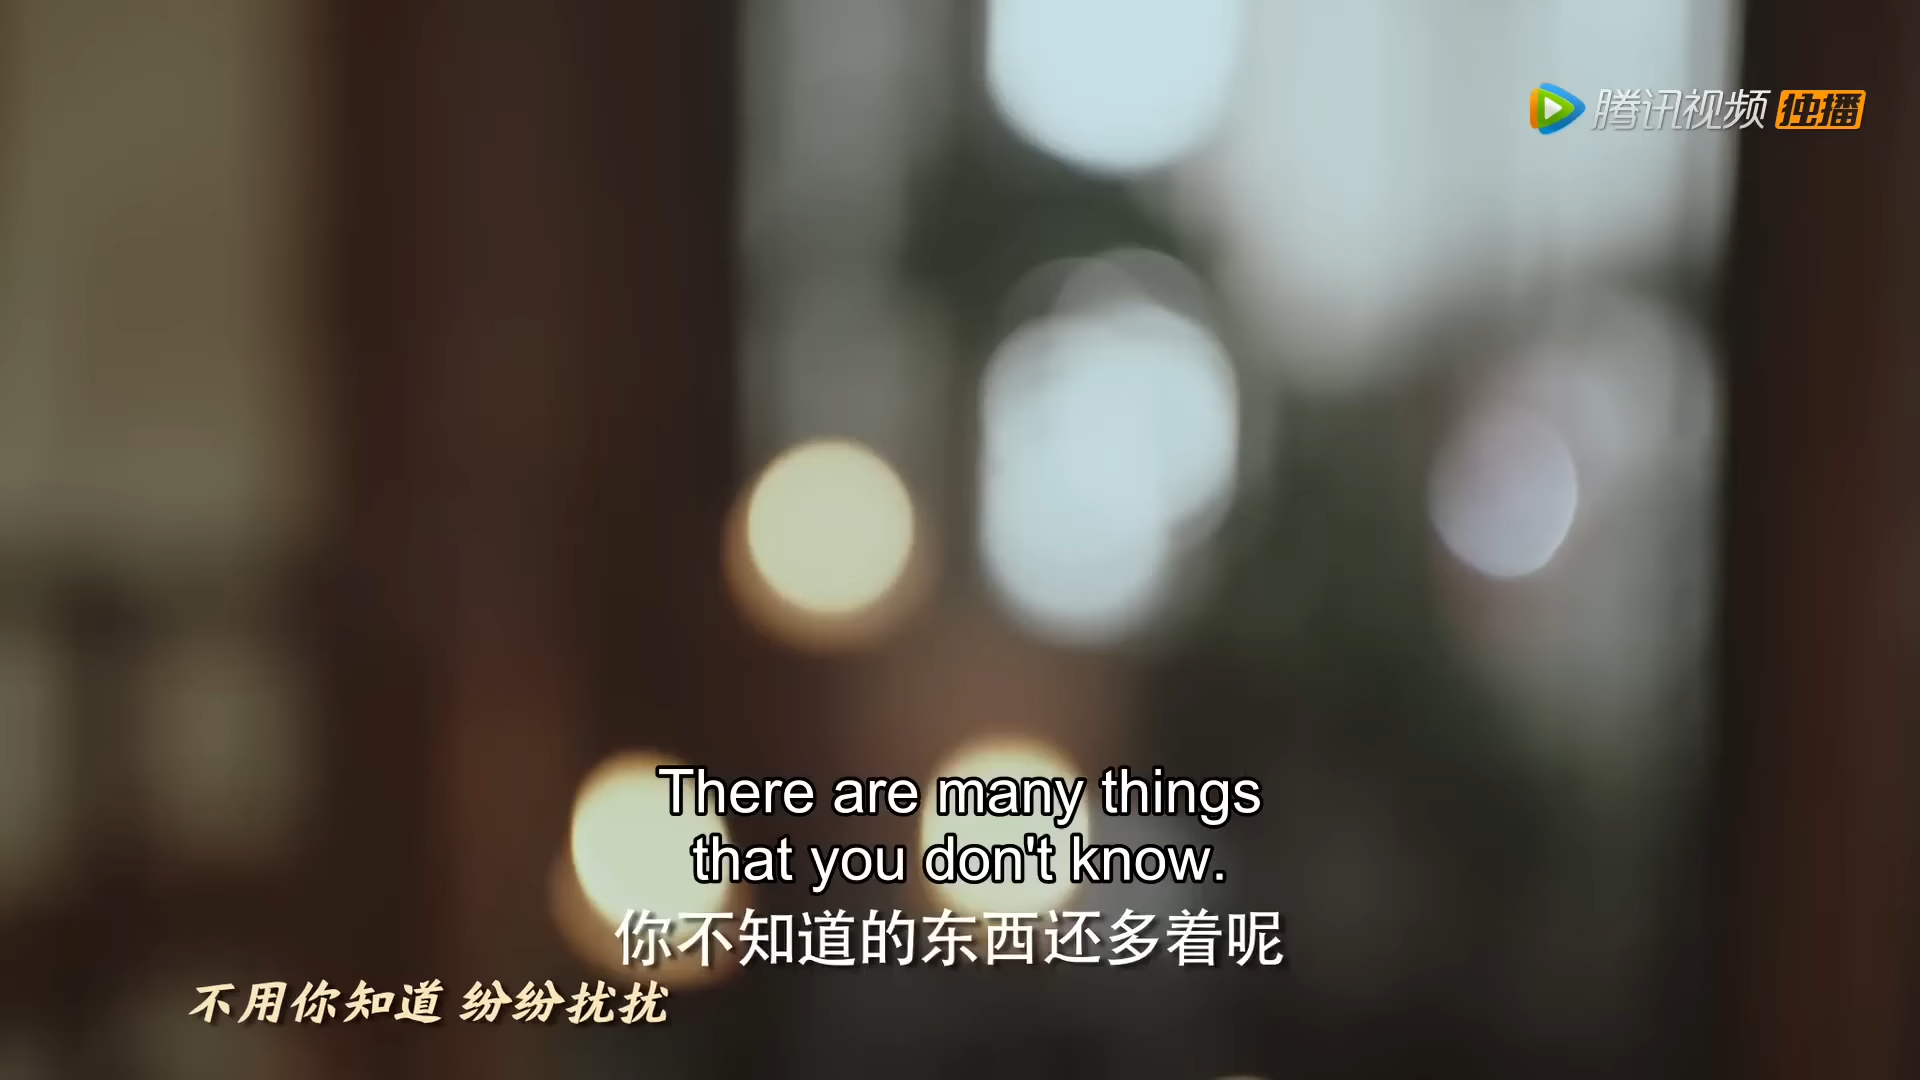 腾讯视频 独播
There are many things
that you don't know.
你不知道的东西还多着呢
不用你知道 纷纷扰扰